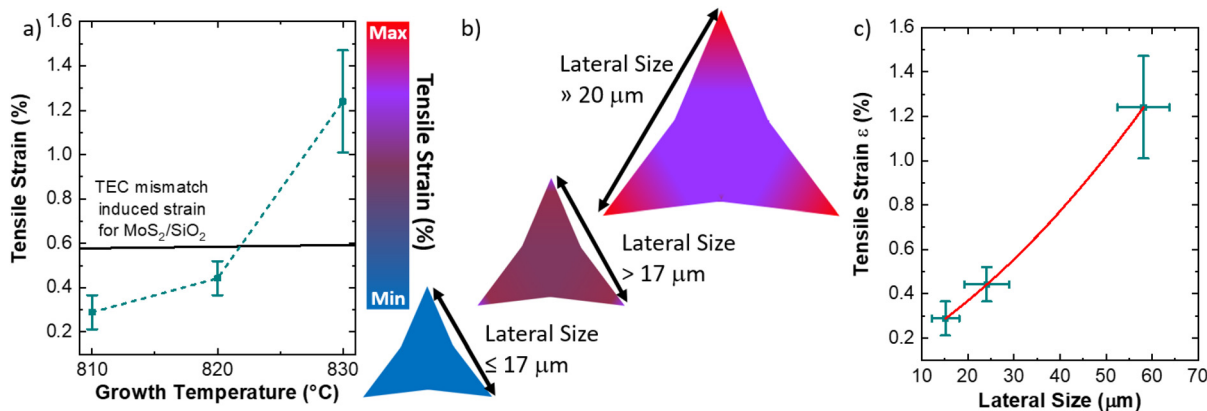 a)
Tensile Strain (%)
1.6
1.4
1.2
1.0
0.8
0.6
0.4
0.2
TEC mismatch
induced strain
for MoS₂/SiO₂
810
820
830
Growth Temperature (°C)
Max
Tensile Strain (%)
Min
b)
Lateral Size
» 20 μm
Lateral Size
> 17 μm
Lateral Size
≤ 17 μm
c)
Tensile Strain ε (%)
1.6
1.4
1.2
1.0
0.8
0.6
0.4
0.2
10
20
30
40
50
60
70
Lateral Size (μm)